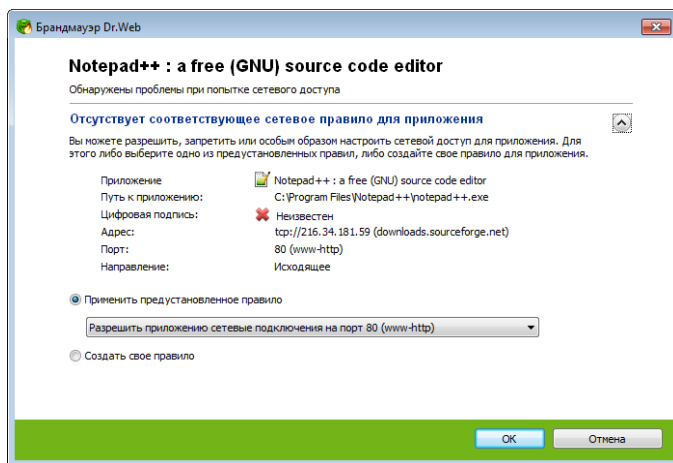 Брандмауэр Dr.Web
Notepad++ : a free (GNU) source code editor
Обнаружены проблемы при попытке сетевого доступа
Отсутствует соответствующее сетевое правило для приложения
Вы можете разрешить, запретить или особым образом настроить сетевой доступ для приложения. Для
этого либо выберите одно из предустановленных правил, либо создайте свое правило для приложения.
Приложение Notepad++ : a free (GNU) source code editor
Путь к приложению: C:\Program Files\Notepad++\notepad++.exe
Цифровая подпись: Неизвестен
Адрес: tcp://216.34.181.59 (downloads.sourceforge.net)
Порт: 80 (www-http)
Направление: Исходящее
Применить предустановленное правило
Разрешить приложению сетевые подключения на порт 80 (www-http)
Создать свое правило
OK Отмена